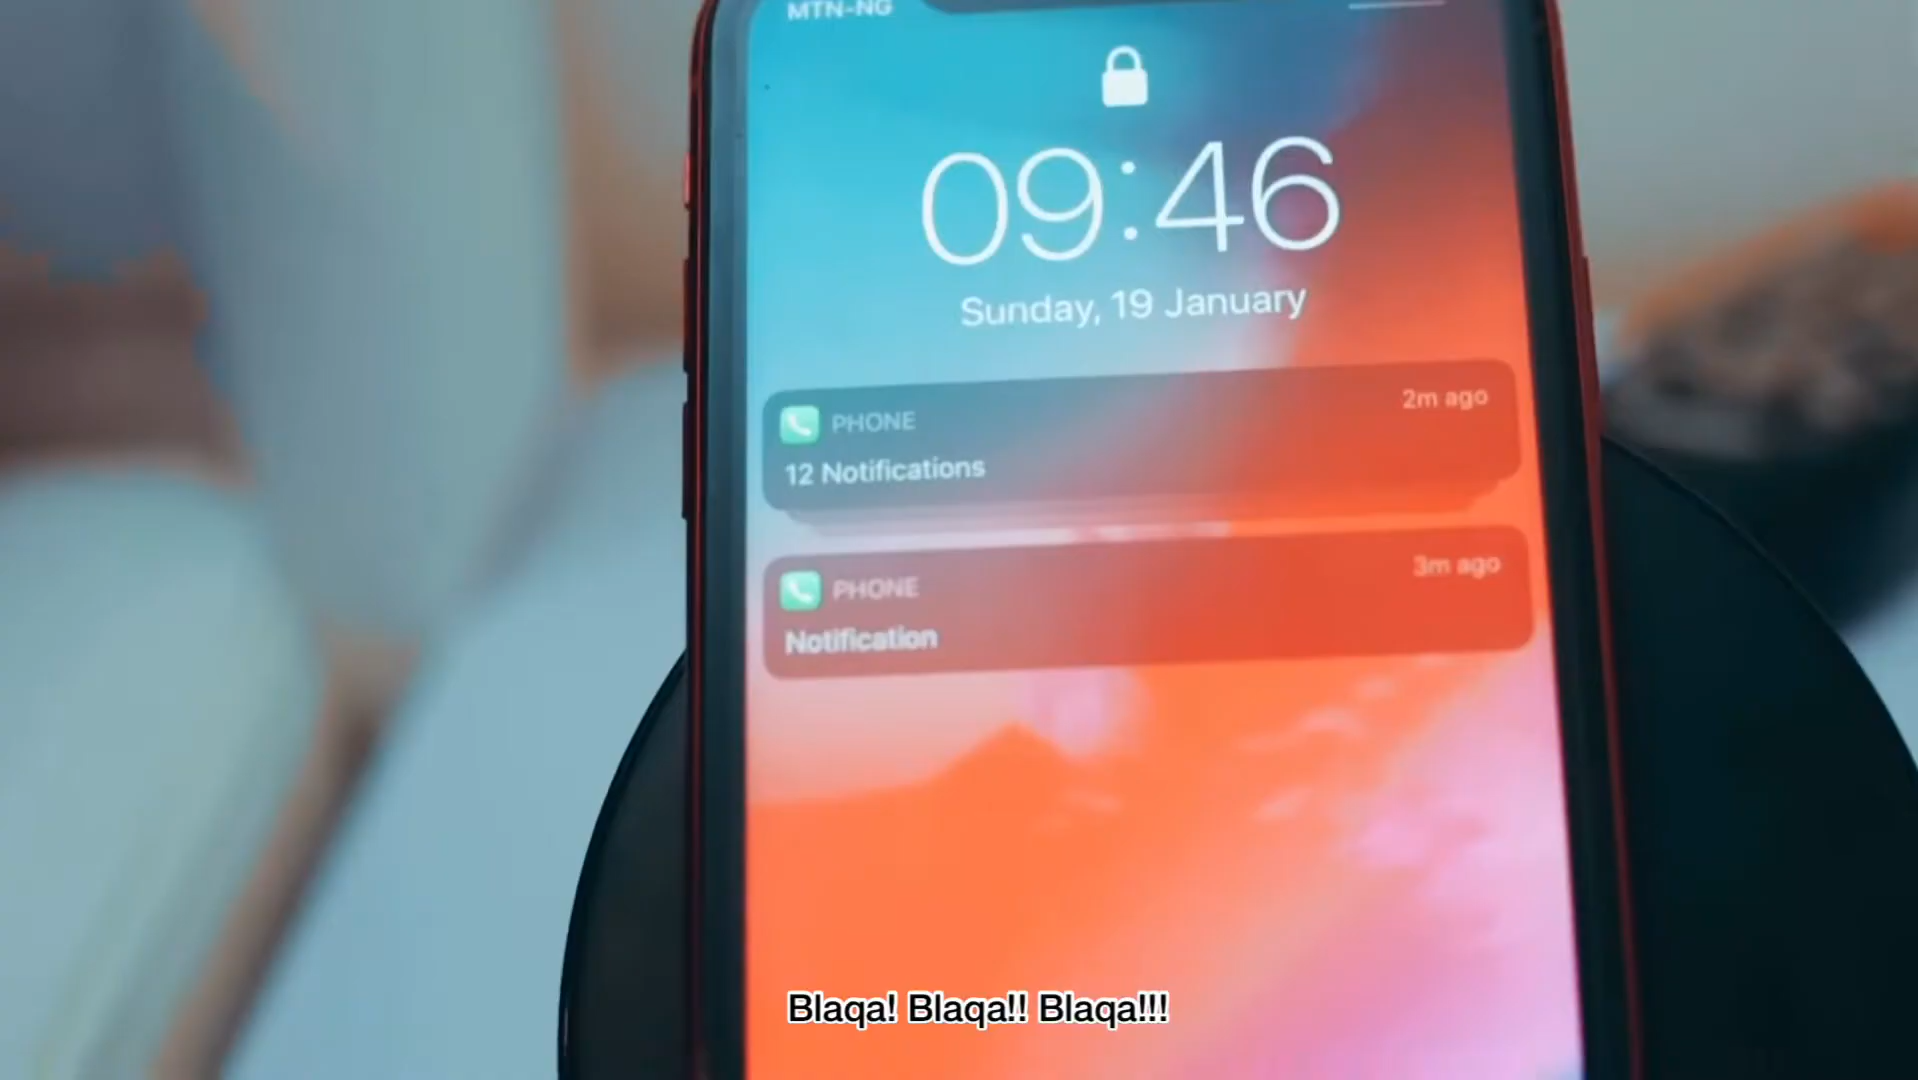 MTN-NG
09:46
Sunday, 19 January
PHONE
2m ago
12 Notifications
PHONE
3m ago
Notification
Blaqa! Blaqa!! Blaqa!!!